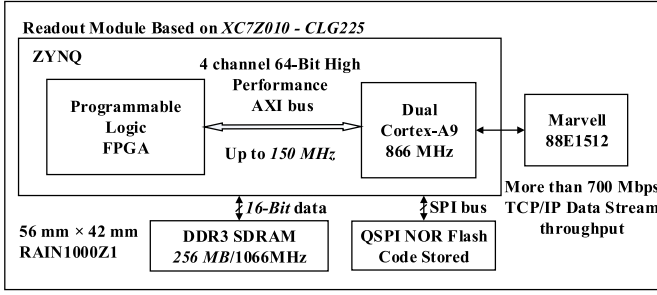 Readout Module Based on XC7Z010 - CLG225
ZYNQ
4 channel 64-Bit High
Performance
AXI bus
Programmable
Logic
FPGA
Up to 150 MHz
Dual
Cortex-A9
866 MHz
Marvell
88E1512
More than 700 Mbps
TCP/IP Data Stream
throughput
16-Bit data
SPI bus
56 mm × 42 mm
RAIN1000Z1
DDR3 SDRAM
256 MB/1066MHz
QSPI NOR Flash
Code Stored